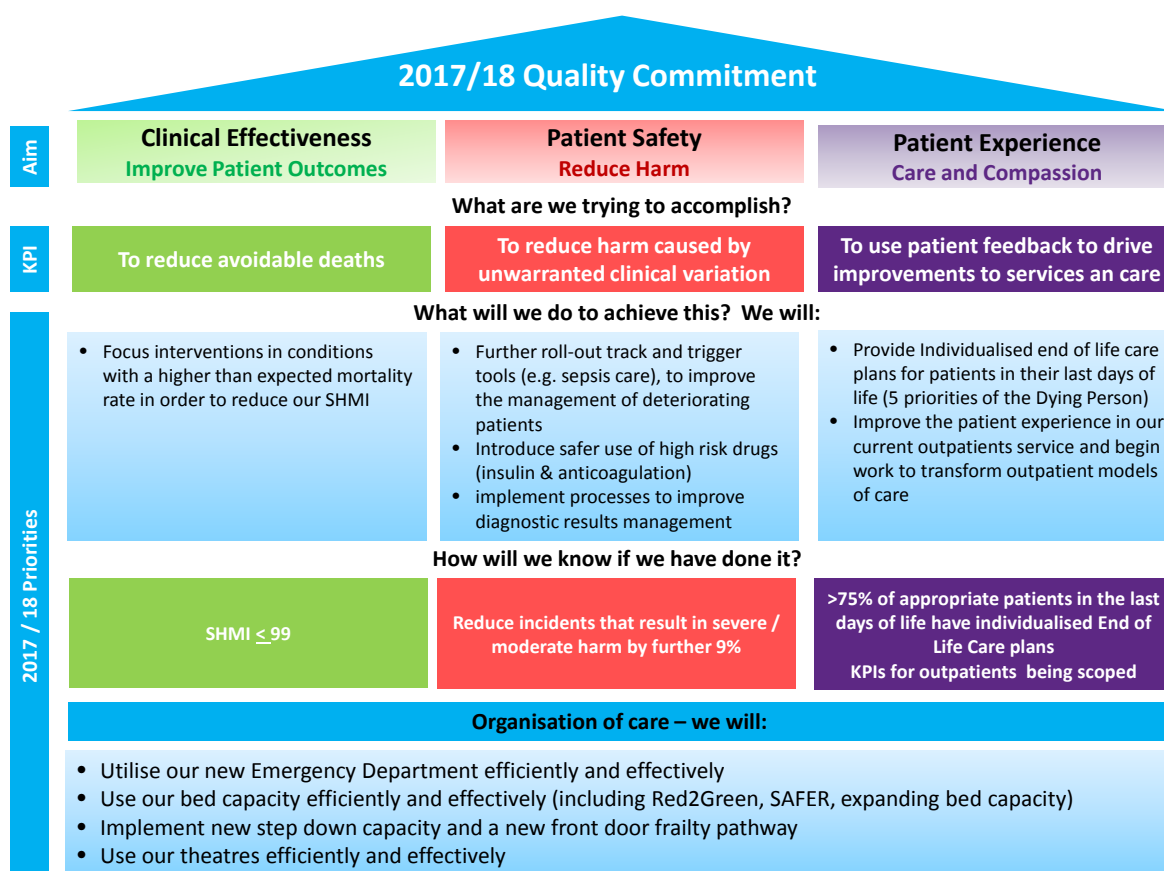 2017/18 Quality Commitment
Aim
Clinical Effectiveness
Improve Patient Outcomes
Patient Safety
Reduce Harm
Patient Experience
Care and Compassion
What are we trying to accomplish?
KPI
To reduce avoidable deaths
To reduce harm caused by
unwarranted clinical variation
To use patient feedback to drive
improvements to services an care
What will we do to achieve this?  We will:
2017 / 18 Priorities
• Focus interventions in conditions
with a higher than expected mortality
rate in order to reduce our SHMI
• Further roll-out track and trigger
tools (e.g. sepsis care), to improve
the management of deteriorating
patients
• Introduce safer use of high risk drugs
(insulin & anticoagulation)
• implement processes to improve
diagnostic results management
• Provide Individualised end of life care
plans for patients in their last days of
life (5 priorities of the Dying Person)
• Improve the patient experience in our
current outpatients service and begin
work to transform outpatient models
of care
How will we know if we have done it?
SHMI < 99
Reduce incidents that result in severe /
moderate harm by further 9%
>75% of appropriate patients in the last
days of life have individualised End of
Life Care plans
KPIs for outpatients  being scoped
Organisation of care – we will:
• Utilise our new Emergency Department efficiently and effectively
• Use our bed capacity efficiently and effectively (including Red2Green, SAFER, expanding bed capacity)
• Implement new step down capacity and a new front door frailty pathway
• Use our theatres efficiently and effectively